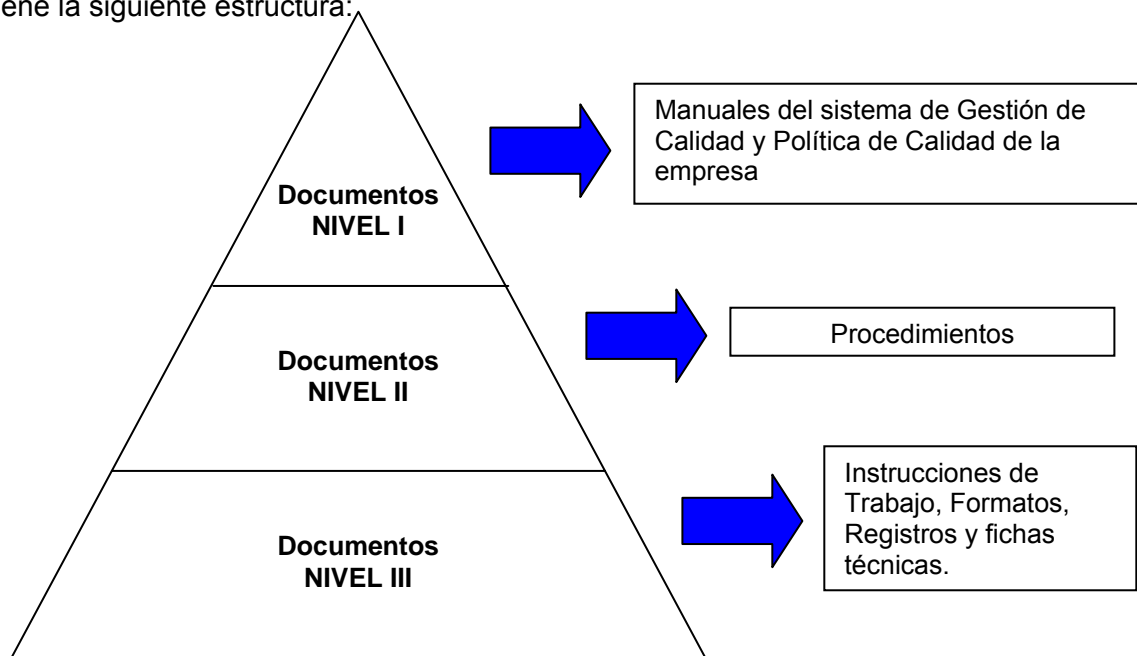 ene la siguiente estructura:
Manuales del sistema de Gestión de
Calidad y Política de Calidad de la
empresa
Documentos
NIVEL I
Procedimientos
Documentos
NIVEL II
Instrucciones de
Trabajo, Formatos,
Registros y fichas
técnicas.
Documentos
NIVEL III